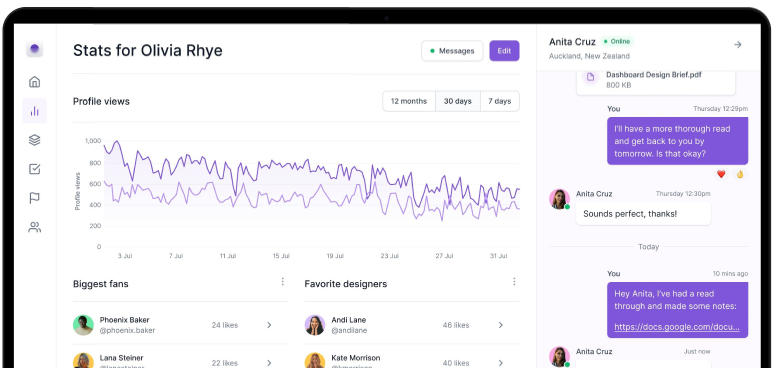 Stats for Olivia Rhye
Messages
Edit
Profile views
12 months
30 days
7 days
1,000
800
600
400
200
0
Profile views
3 Jul
7 Jul
11 Jul
15 Jul
19 Jul
23 Jul
27 Jul
31 Jul
Biggest fans
Phoenix Baker
@phoenix.baker
24 likes
Lana Steiner
@lanasteiner
22 likes
Favorite designers
Andi Lane
@andilane
46 likes
Kate Morrison
@kmorrison
40 likes
Anita Cruz
Online
Auckland, New Zealand
Dashboard Design Brief.pdf
800 KB
You
Thursday 12:29pm
I'll have a more thorough read
and get back to you by
tomorrow. Is that okay?
Anita Cruz
Thursday 12:30pm
Sounds perfect, thanks!
Today
You
10 mins ago
Hey Anita, I've had a read
through and made some notes:
https://docs.google.com/docu...
Anita Cruz
Just now